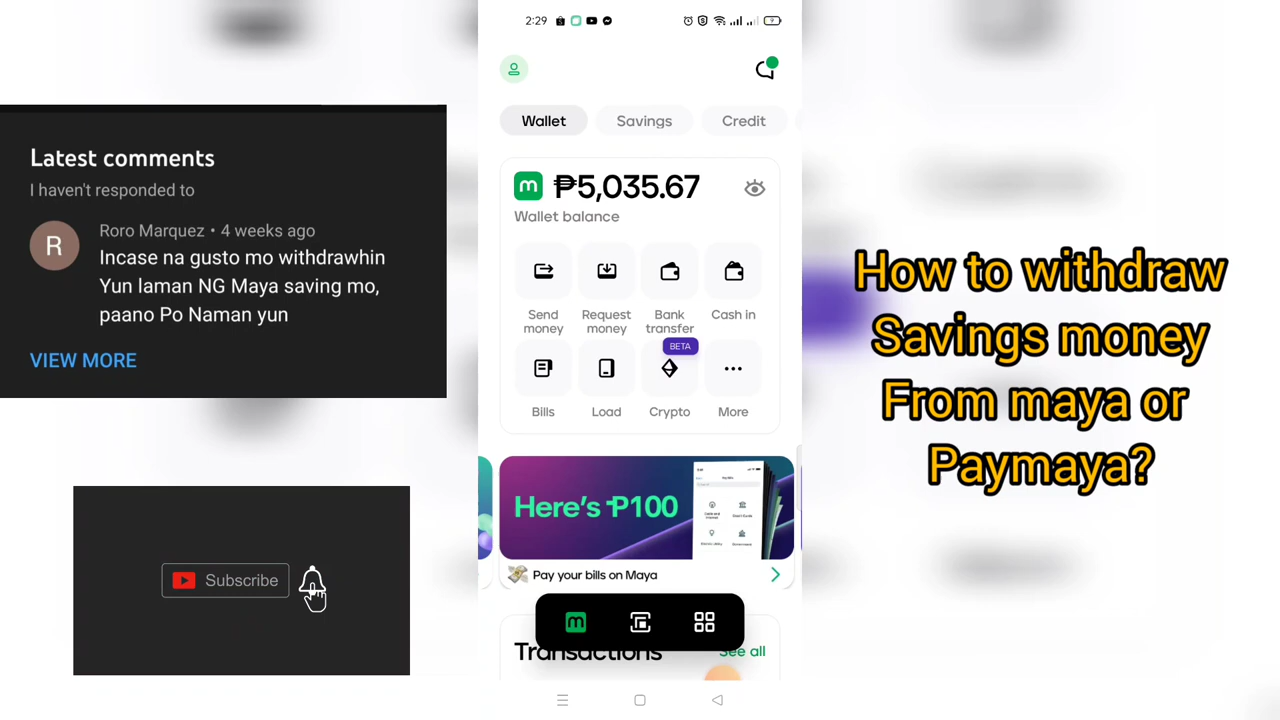 Latest comments
I haven't responded to
R
Roro Marquez • 4 weeks ago
Incase na gusto mo withdrawhin
Yun laman NG Maya saving mo,
paano Po Naman yun
VIEW MORE
Subscribe
2:29
9
Wallet
Savings
Credit
m
₱5,035.67
Wallet balance
Send money
Request money
Bank transfer
Cash in
BETA
Bills
Load
Crypto
More
Here's ₱100
Pay your bills on Maya
m
Transactions
See all
How to withdraw
Savings money
From maya or
Paymaya?